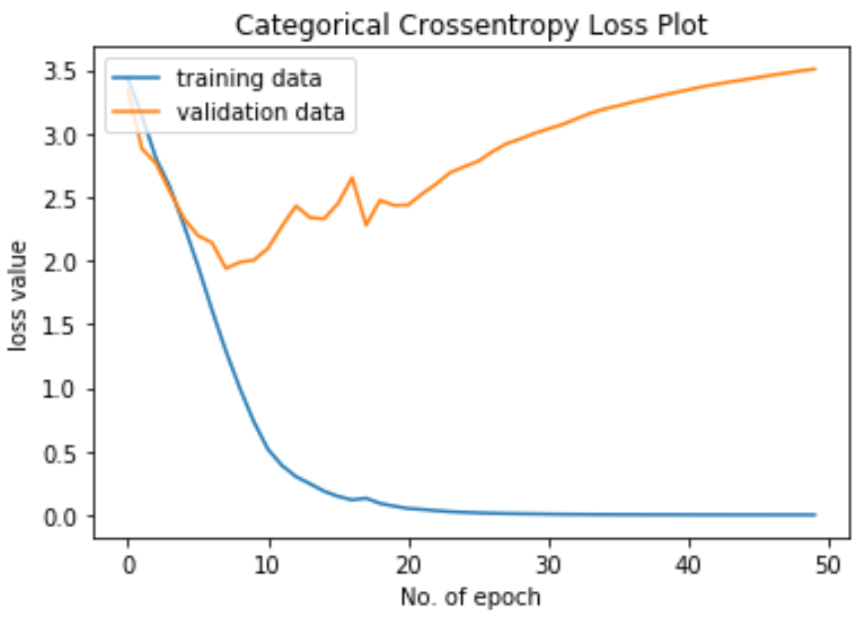 Categorical Crossentropy Loss Plot
training data
validation data
3.5
3.0
2.5
2.0
1.5
1.0
0.5
0.0
loss value
0 10 20 30 40 50
No. of epoch